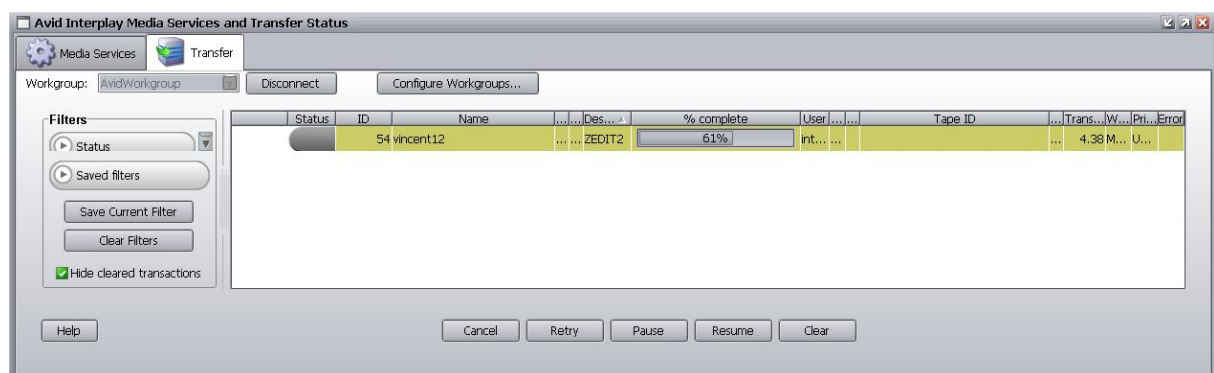 Avid Interplay Media Services and Transfer Status
Media Services Transfer
Workgroup: AvidWorkgroup Disconnect Configure Workgroups...
Filters
Status
Saved filters
Save Current Filter
Clear Filters
Hide cleared transactions
Status ID Name ... ... Des... % complete User ... ... Tape ID ... Trans... W... Pri... Error
54 vincent12 ... ... ZEDIT2 61% int... ... ... 4.38 M... U...
Help Cancel Retry Pause Resume Clear